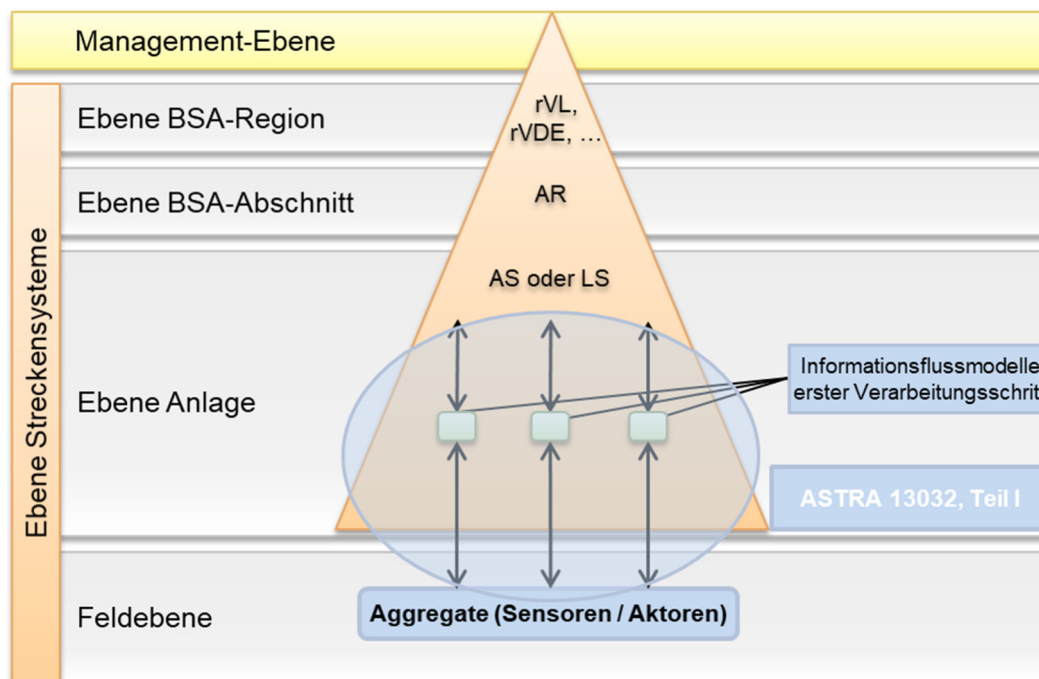 Management-Ebene
Ebene Streckensysteme
Ebene BSA-Region
rVL,
rVDE, ...
Ebene BSA-Abschnitt
AR
AS oder LS
Ebene Anlage
Informationsflussmodelle
erster Verarbeitungsschrit
ASTRA 13032, Teil I
Feldebene
Aggregate (Sensoren / Aktoren)